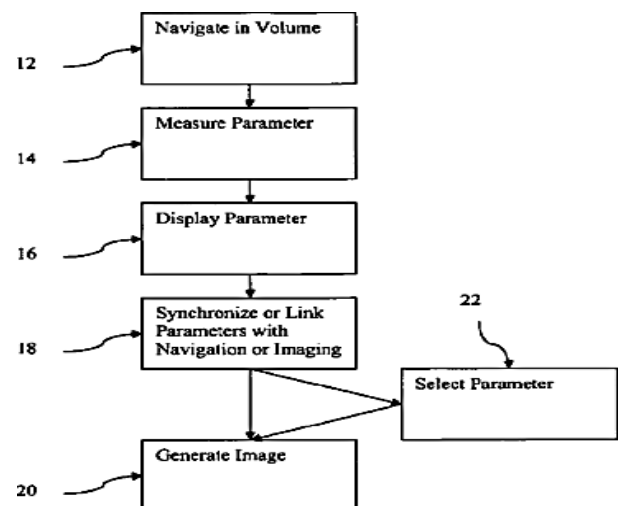 Navigate in Volume
12
Measure Parameter
14
Display Parameter
16
Synchronize or Link
Parameters with
Navigation or Imaging
18
22
Select Parameter
Generate Image
20